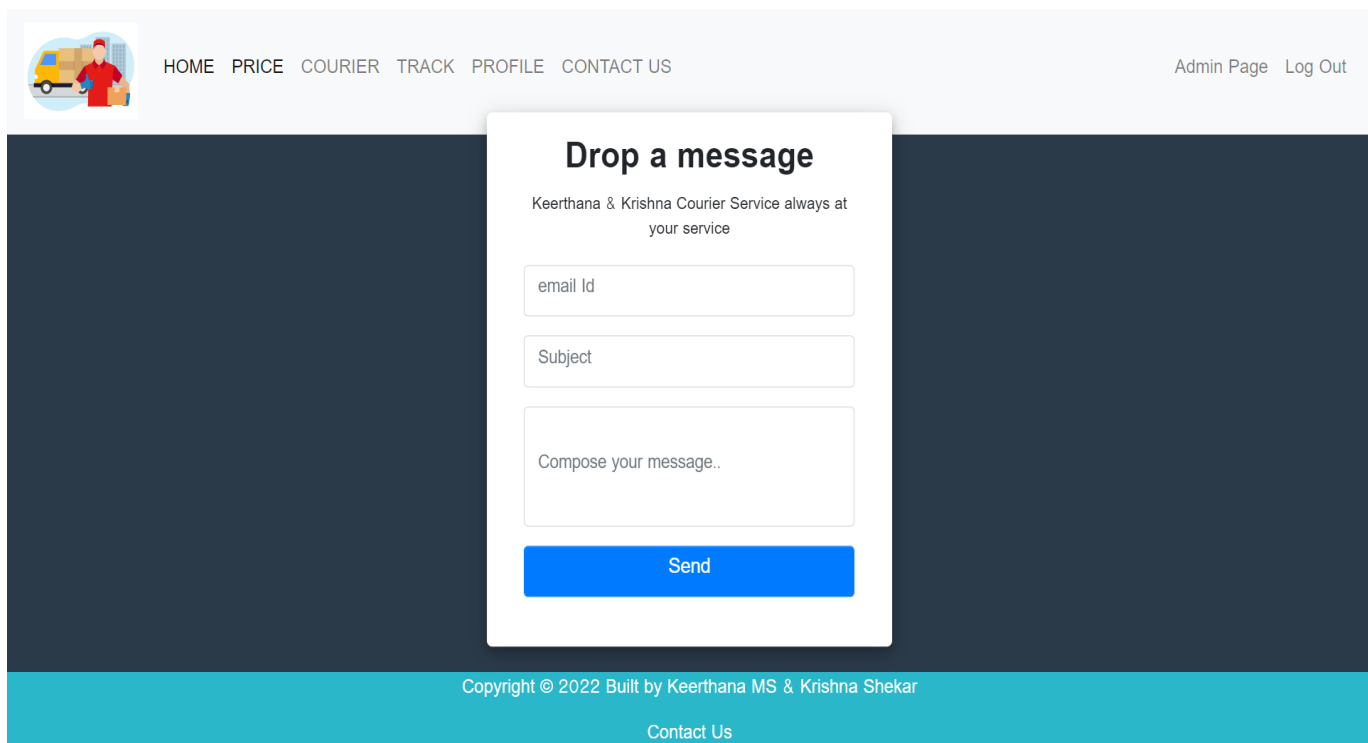 HOME PRICE COURIER TRACK PROFILE CONTACT US Admin Page Log Out
Drop a message
Keerthana & Krishna Courier Service always at
your service
email Id
Subject
Compose your message..
Send
Copyright © 2022 Built by Keerthana MS & Krishna Shekar
Contact Us